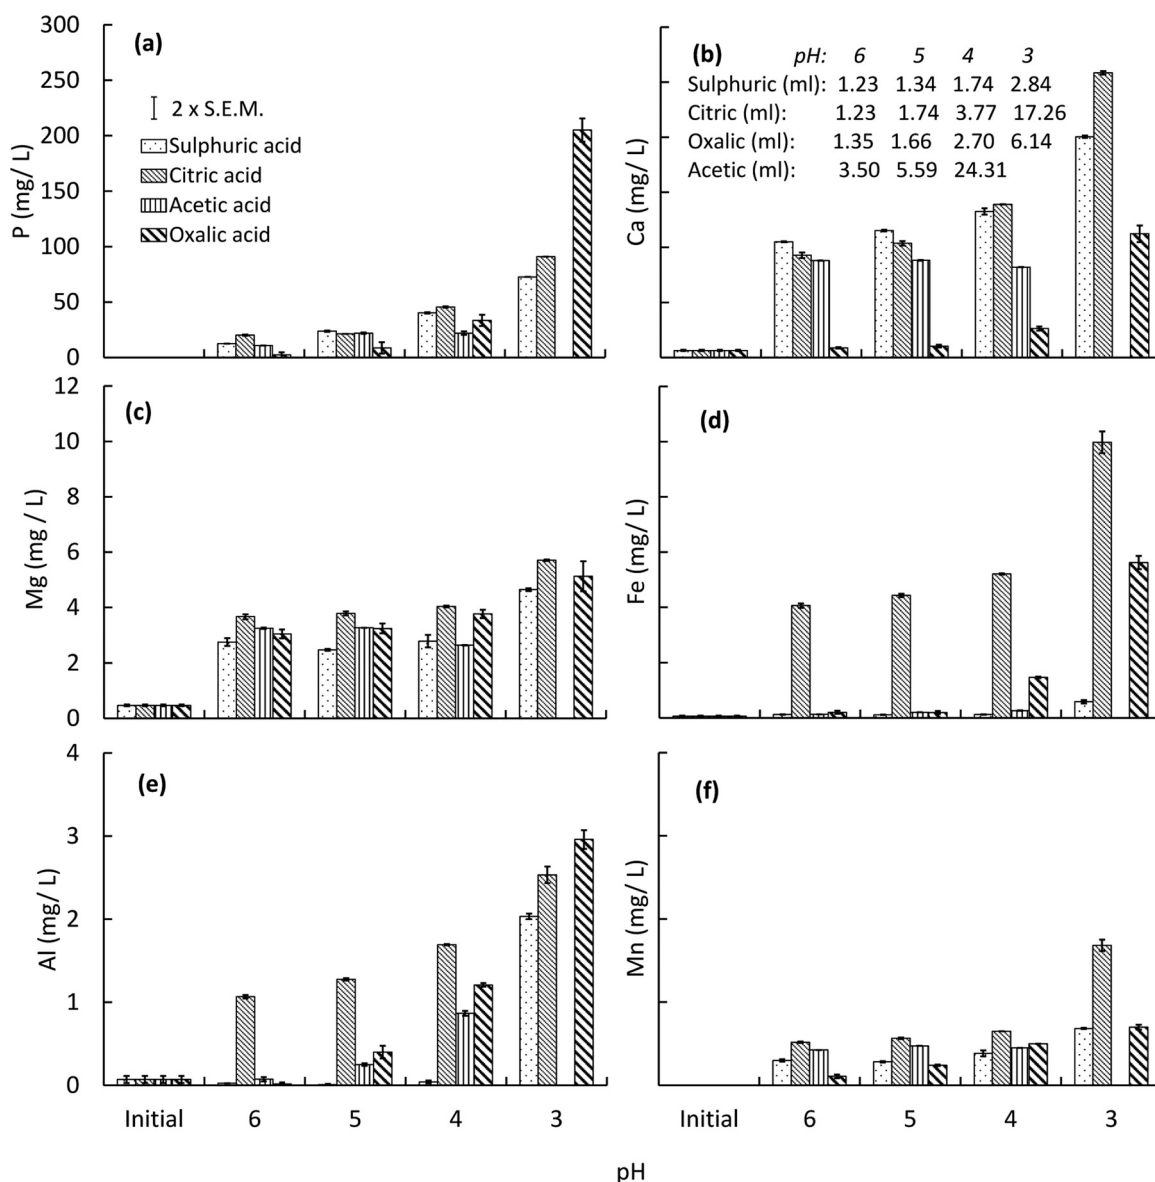 300
250
200
150
100
50
0
P (mg/ L)
(a)
2 x S.E.M.
Sulphuric acid
Citric acid
Acetic acid
Oxalic acid
Ca (mg/ L)
(b) pH: 6 5 4 3
Sulphuric (ml): 1.23 1.34 1.74 2.84
Citric (ml): 1.23 1.74 3.77 17.26
Oxalic (ml): 1.35 1.66 2.70 6.14
Acetic (ml): 3.50 5.59 24.31
12
10
8
6
4
2
0
Mg (mg / L)
(c)
Fe (mg/ L)
(d)
4
3
2
1
0
Al (mg/ L)
(e)
Initial 6 5 4 3
Mn (mg/ L)
(f)
Initial 6 5 4 3
pH